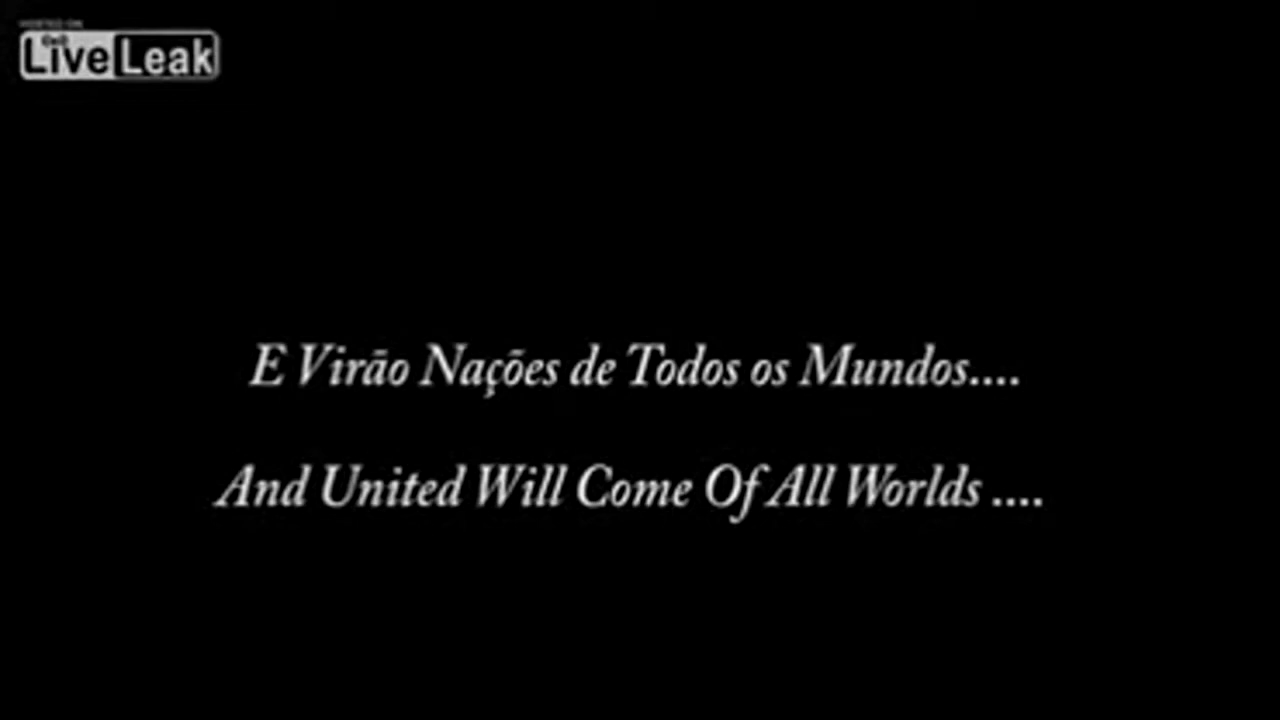 LiveLeak
E Virão Nações de Todos os Mundos....
And United Will Come Of All Worlds ....